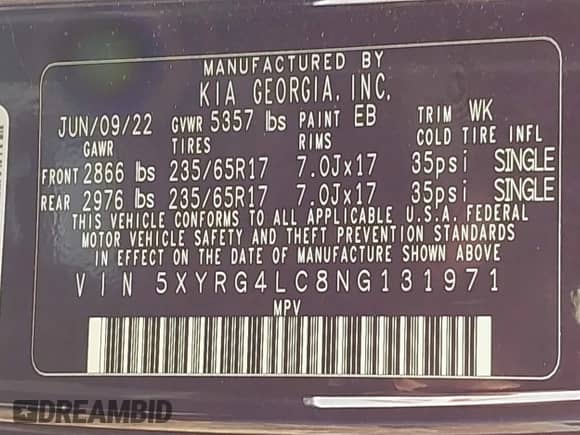 MANUFACTURED BY
KIA GEORGIA, INC.
JUN/09/22 GVWR 5357 lbs PAINT EB TRIM WK
GAWR TIRES RIMS COLD TIRE INFL
FRONT 2866 lbs 235/65R17 7.0Jx17 35psi SINGLE
REAR 2976 lbs 235/65R17 7.0Jx17 35psi SINGLE
THIS VEHICLE CONFORMS TO ALL APPLICABLE U.S.A. FEDERAL
MOTOR VEHICLE SAFETY AND THEFT PREVENTION STANDARDS
IN EFFECT ON THE DATE OF MANUFACTURE SHOWN ABOVE
VIN 5XYRG4LC8NG131971
MPV
DREAMBID